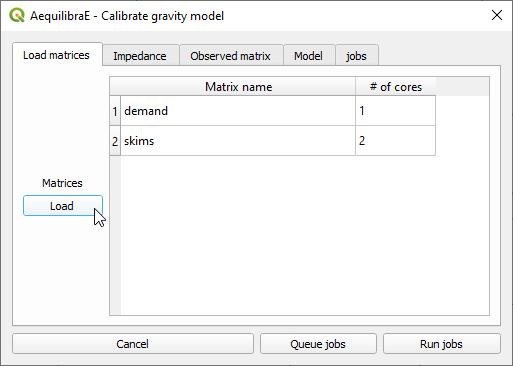 AequilibraE - Calibrate gravity model
Load matrices Impedance Observed matrix Model jobs
Matrix name # of cores
1 demand 1
2 skims 2
Matrices
Load
Cancel Queue jobs Run jobs